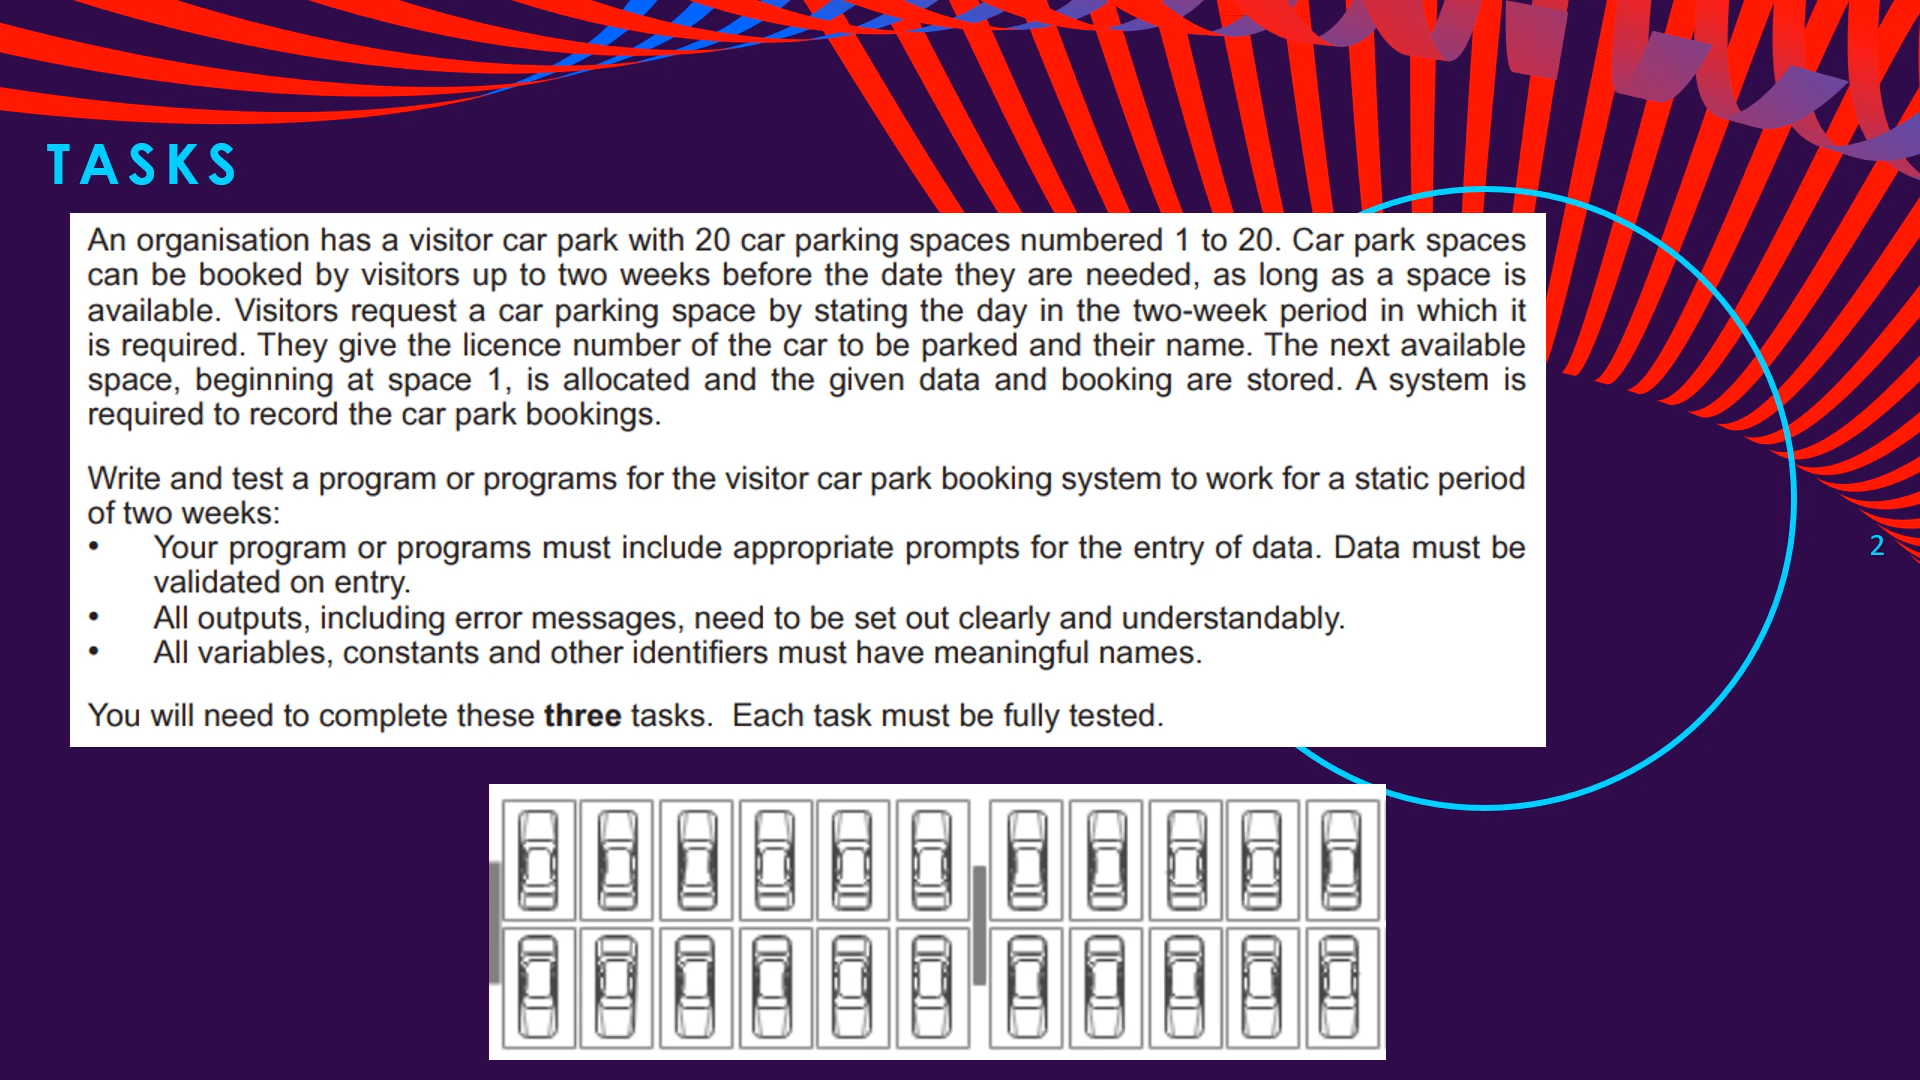 TASKS
An organisation has a visitor car park with 20 car parking spaces numbered 1 to 20. Car park spaces
can be booked by visitors up to two weeks before the date they are needed, as long as a space is
available. Visitors request a car parking space by stating the day in the two-week period in which it
is required. They give the licence number of the car to be parked and their name. The next available
space, beginning at space 1, is allocated and the given data and booking are stored. A system is
required to record the car park bookings.
Write and test a program or programs for the visitor car park booking system to work for a static period
of two weeks:
• Your program or programs must include appropriate prompts for the entry of data. Data must be
validated on entry.
• All outputs, including error messages, need to be set out clearly and understandably.
• All variables, constants and other identifiers must have meaningful names.
You will need to complete these three tasks. Each task must be fully tested.
2